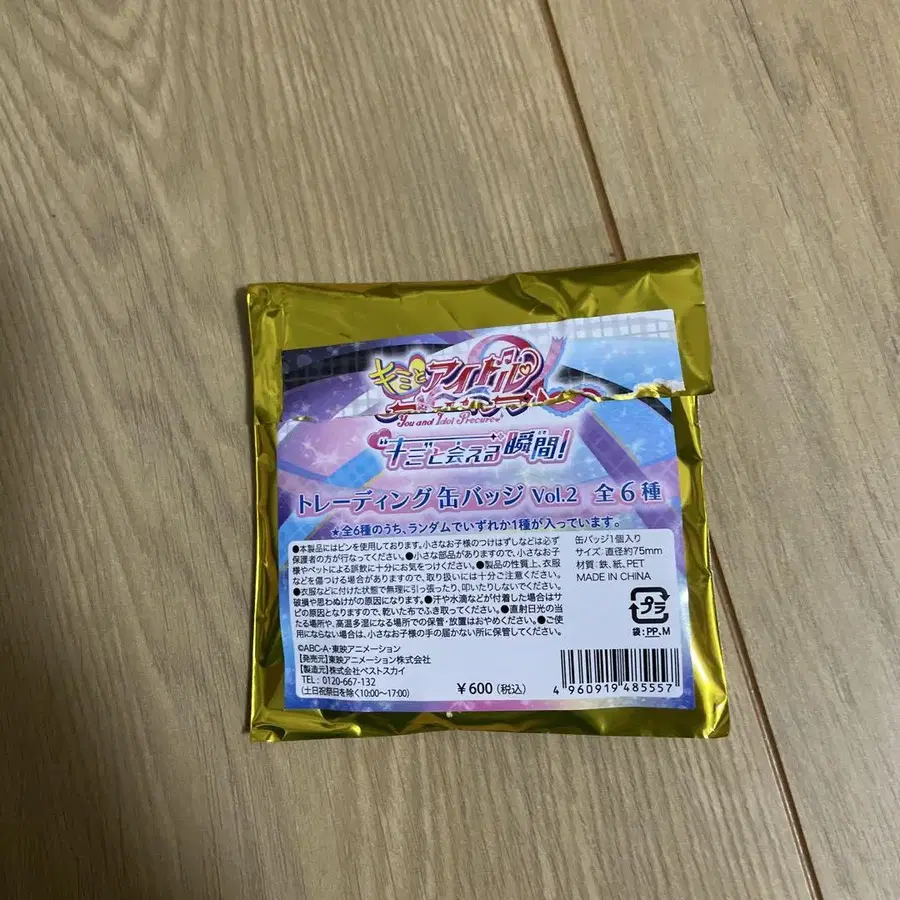 キミとアイドル
You and Idol Precure♪
"キミ"と会える瞬間!
トレーディング缶バッジ Vol.2 全6種
★全6種のうち、ランダムでいずれか1種が入っています。
●本製品にはピンを使用しております。小さなお子様のつけはずしなどは必ず
保護者の方が行なってください。●小さな部品がありますので、小さなお子
様やペットによる誤飲に十分にお気をつけください。●製品の性質上、衣服
などを傷つける場合がありますので、取り扱いには十分ご注意ください。
●衣服などに付けた状態で無理に引っ張ったり、叩いたりしないでください。
破損や思わぬけがの原因になります。●汗や水滴などが付着した場合はサ
ビの原因となりますので、乾いた布でふき取ってください。●直射日光の当
たる場所や、高温多湿になる場所での保管・放置はおやめください。●ご使
用にならない場合は、小さなお子様の手の届かない所に保管してください。
缶バッジ1個入り
サイズ:直径約75mm
材質:鉄、紙、PET
MADE IN CHINA
プラ
袋:PP、M
©ABC-A・東映アニメーション
【発売元】東映アニメーション株式会社
【製造元】株式会社ベストスカイ
TEL:0120-667-132
(土日祝祭日を除く10:00~17:00)
¥600(税込)
4 960919 485557